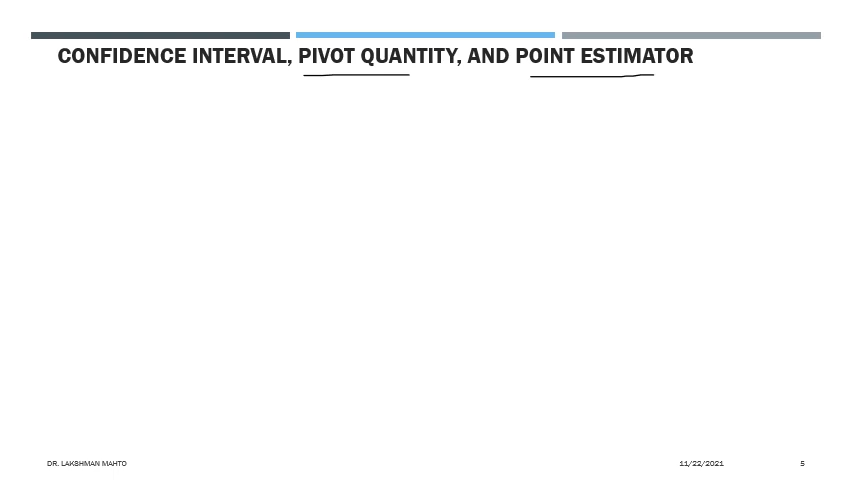 CONFIDENCE INTERVAL, PIVOT QUANTITY, AND POINT ESTIMATOR
DR. LAKSHMAN MAHTO 11/22/2021 5